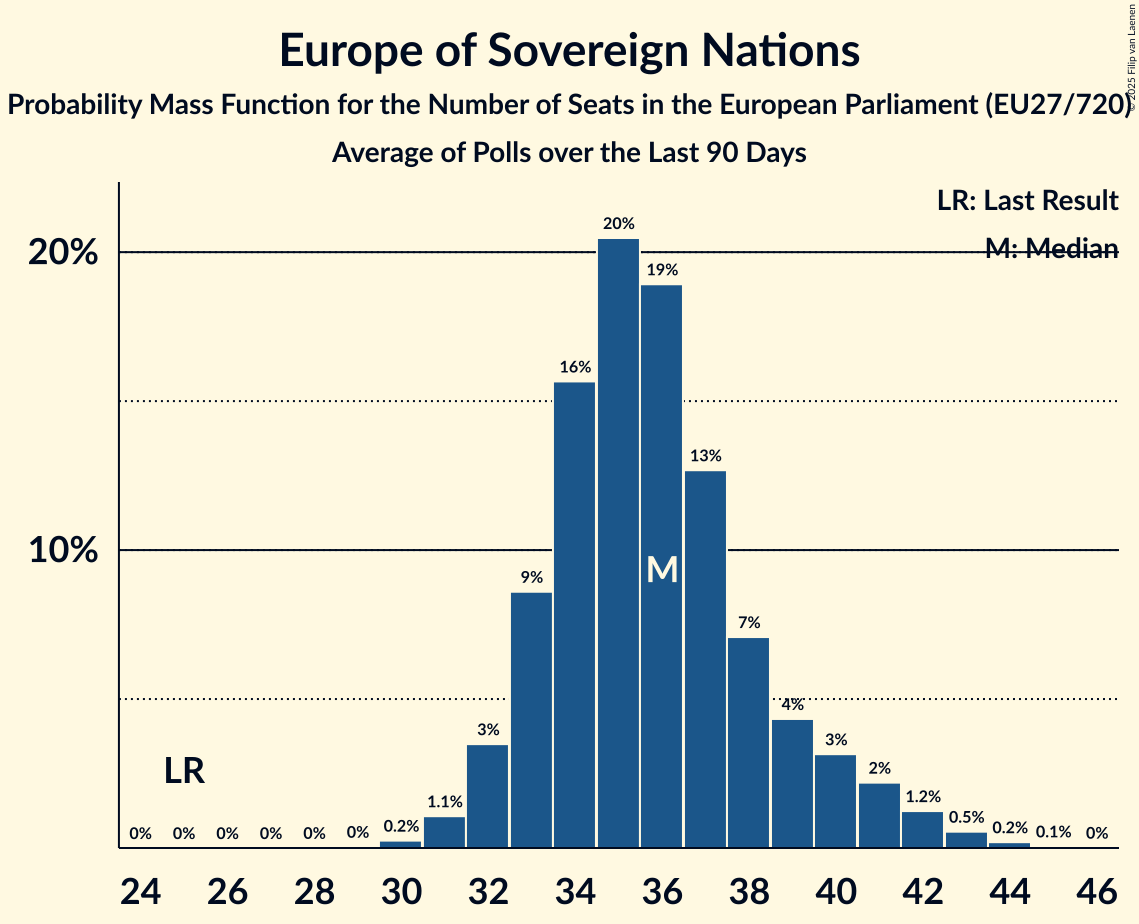 Europe of Sovereign Nations
Probability Mass Function for the Number of Seats in the European Parliament (EU27/720)
Average of Polls over the Last 90 Days
© 2025 Filip van Laenen
LR: Last Result
M: Median
20%
10%
0% 0% 0% 0% 0% 0% 0.2% 1.1% 3% 9% 16% 20% 19% 13% 7% 4% 3% 2% 1.2% 0.5% 0.2% 0.1% 0%
LR
M
24 26 28 30 32 34 36 38 40 42 44 46